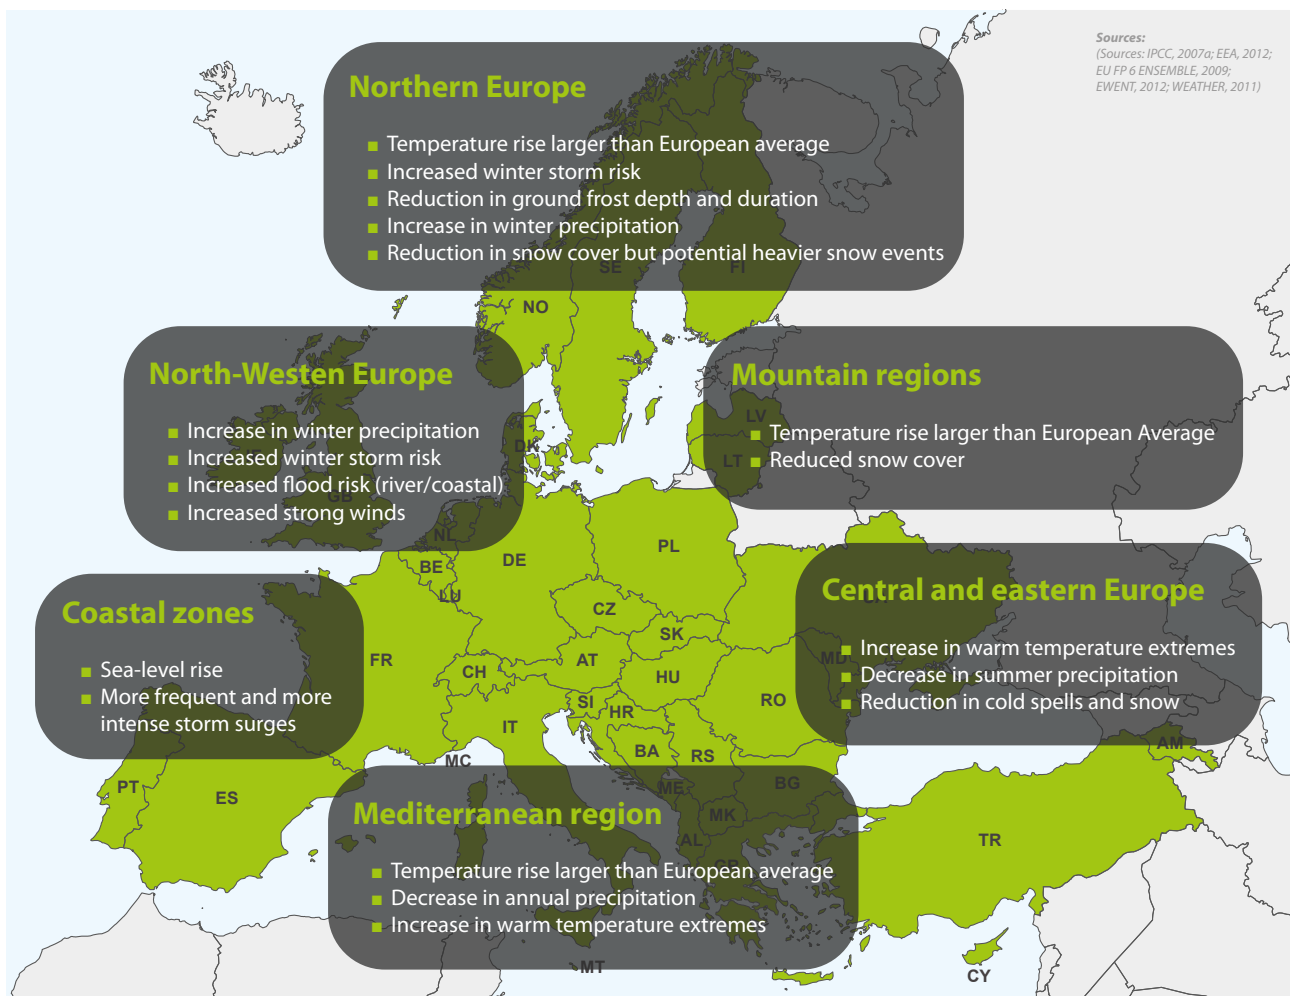 Sources:
(Sources: IPCC, 2007a; EEA, 2012;
EU FP 6 ENSEMBLE, 2009;
EWENT, 2012; WEATHER, 2011)
Northern Europe
■ Temperature rise larger than European average
■ Increased winter storm risk
■ Reduction in ground frost depth and duration
■ Increase in winter precipitation
■ Reduction in snow cover but potential heavier snow events
SE
FI
NO
North-Westen Europe
■ Increase in winter precipitation
■ Increased winter storm risk
■ Increased flood risk (river/coastal)
■ Increased strong winds
GB
DK
Mountain regions
■ Temperature rise larger than European Average
■ Reduced snow cover
LV
LT
NL
BE
LU
DE
PL
CZ
SK
Coastal zones
■ Sea-level rise
■ More frequent and more
intense storm surges
FR
CH
AT
HU
SI
HR
IT
RO
MD
Central and eastern Europe
■ Increase in warm temperature extremes
■ Decrease in summer precipitation
■ Reduction in cold spells and snow
AM
BA
RS
MC
ME
BG
PT
ES
MK
AL
GR
TR
Mediterranean region
■ Temperature rise larger than European average
■ Decrease in annual precipitation
■ Increase in warm temperature extremes
MT
CY